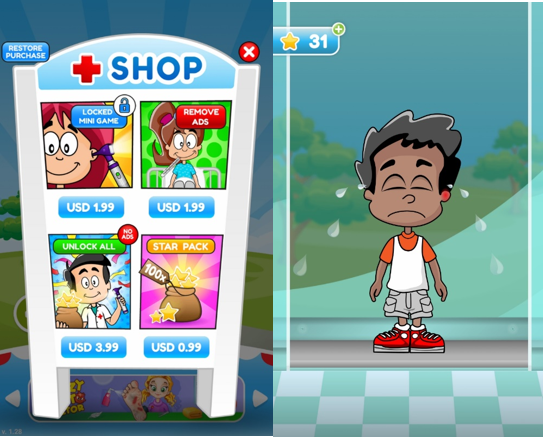 RESTORE
PURCHASE
SHOP
LOCKED
MINI GAME
REMOVE
ADS
USD 1.99
USD 1.99
NO
ADS
UNLOCK ALL
STAR PACK
100x
USD 3.99
USD 0.99
31